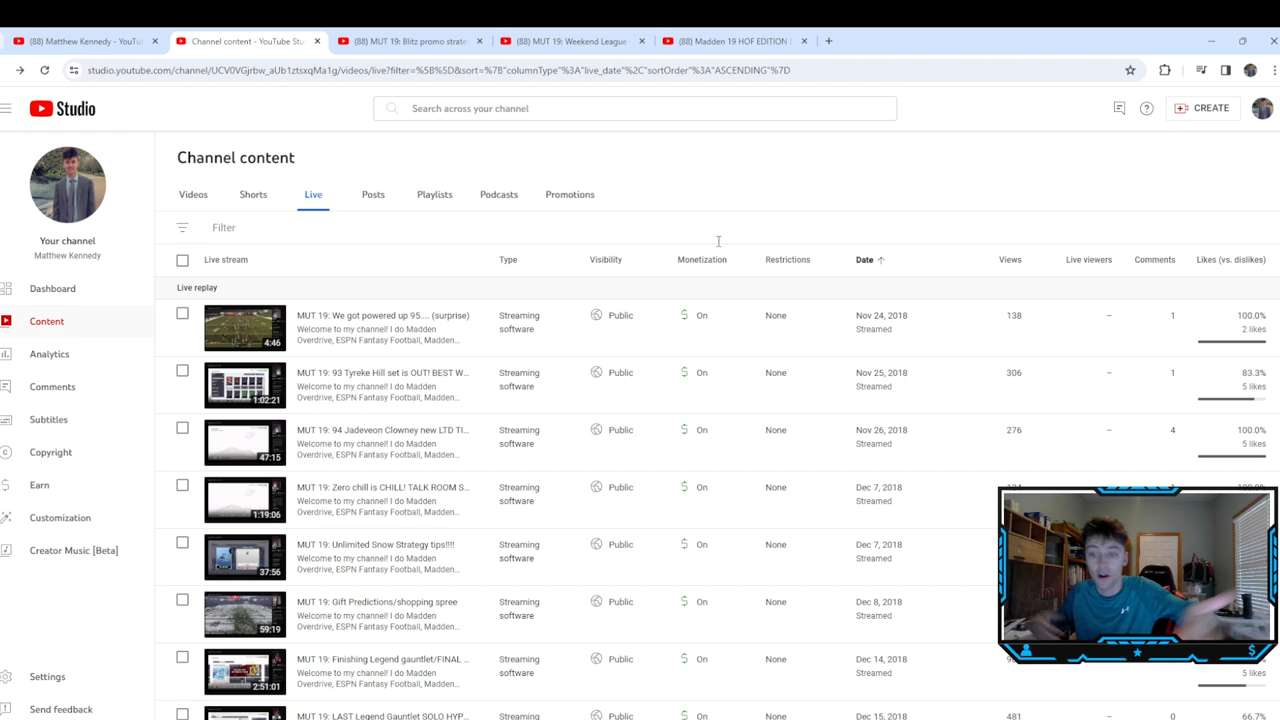 (88) Matthew Kennedy - YouTu
Channel content - YouTube Stu
(88) MUT 19: Blitz promo strate
(88) MUT 19: Weekend League
(88) Madden 19 HOF EDITION
studio.youtube.com/channel/UCV0VGjrbw_aUb1ztsxqMa1g/videos/live?filter=%5B%5D&sort=%7B"columnType"%3A"live_date"%2C"sortOrder"%3A"ASCENDING"%7D
Studio
Search across your channel
CREATE
Channel content
Videos Shorts Live Posts Playlists Podcasts Promotions
Filter
Your channel
Matthew Kennedy
Dashboard
Content
Analytics
Comments
Subtitles
Copyright
Earn
Customization
Creator Music [Beta]
Settings
Send feedback
Live stream Type Visibility Monetization Restrictions Date Views Live viewers Comments Likes (vs. dislikes)
Live replay
4:46
MUT 19: We got powered up 95.... (surprise)
Welcome to my channel! I do Madden
Overdrive, ESPN Fantasy Football, Madden...
Streaming
software
Public
On
None
Nov 24, 2018
Streamed
138
–
1
100.0%
2 likes
1:02:21
MUT 19: 93 Tyreke Hill set is OUT! BEST W...
Welcome to my channel! I do Madden
Overdrive, ESPN Fantasy Football, Madden...
Streaming
software
Public
On
None
Nov 25, 2018
Streamed
306
–
1
83.3%
5 likes
47:15
MUT 19: 94 Jadeveon Clowney new LTD TI...
Welcome to my channel! I do Madden
Overdrive, ESPN Fantasy Football, Madden...
Streaming
software
Public
On
None
Nov 26, 2018
Streamed
276
–
4
100.0%
5 likes
1:19:06
MUT 19: Zero chill is CHILL! TALK ROOM S...
Welcome to my channel! I do Madden
Overdrive, ESPN Fantasy Football, Madden...
Streaming
software
Public
On
None
Dec 7, 2018
Streamed
37:56
MUT 19: Unlimited Snow Strategy tips!!!!
Welcome to my channel! I do Madden
Overdrive, ESPN Fantasy Football, Madden...
Streaming
software
Public
On
None
Dec 7, 2018
Streamed
59:19
MUT 19: Gift Predictions/shopping spree
Welcome to my channel! I do Madden
Overdrive, ESPN Fantasy Football, Madden...
Streaming
software
Public
On
None
Dec 8, 2018
Streamed
2:51:01
MUT 19: Finishing Legend gauntlet/FINAL ...
Welcome to my channel! I do Madden
Overdrive, ESPN Fantasy Football, Madden...
Streaming
software
Public
On
None
Dec 14, 2018
Streamed
5 likes
MUT 19: LAST Legend Gauntlet SOLO HYP...
Streaming
Public
On
None
Dec 15, 2018
481
–
0
66.7%